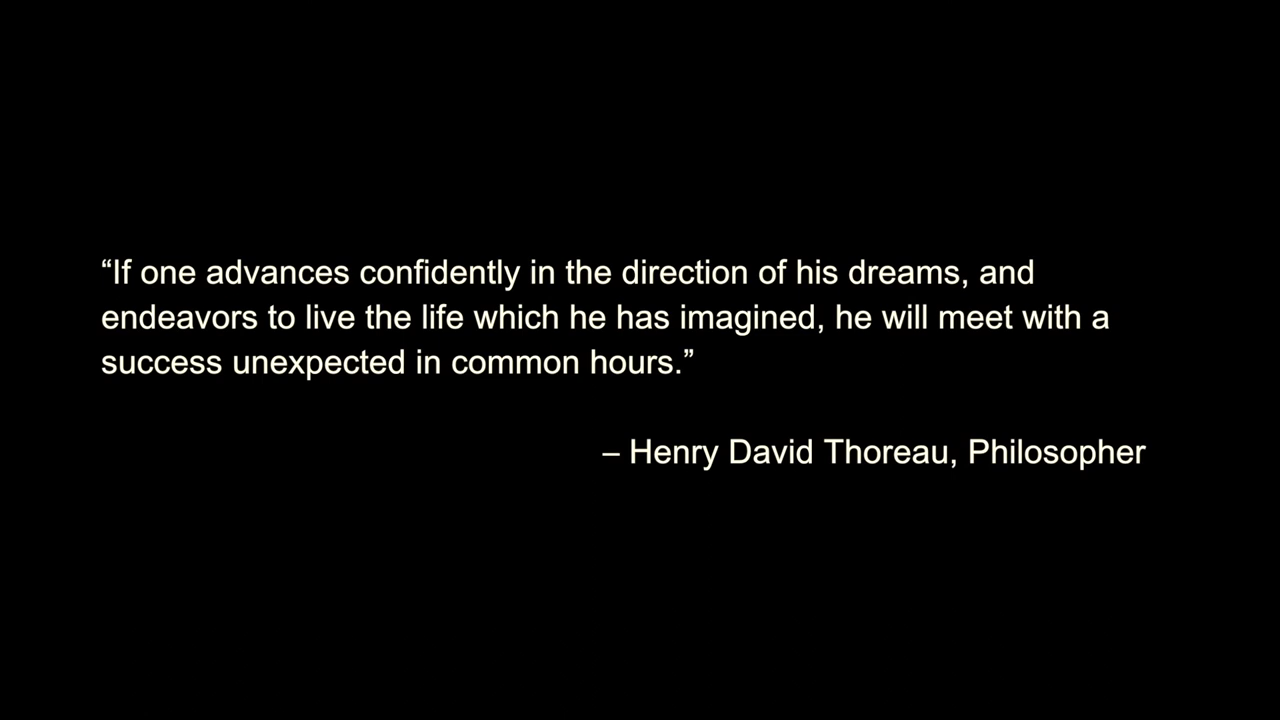 “If one advances confidently in the direction of his dreams, and
endeavors to live the life which he has imagined, he will meet with a
success unexpected in common hours.”
– Henry David Thoreau, Philosopher